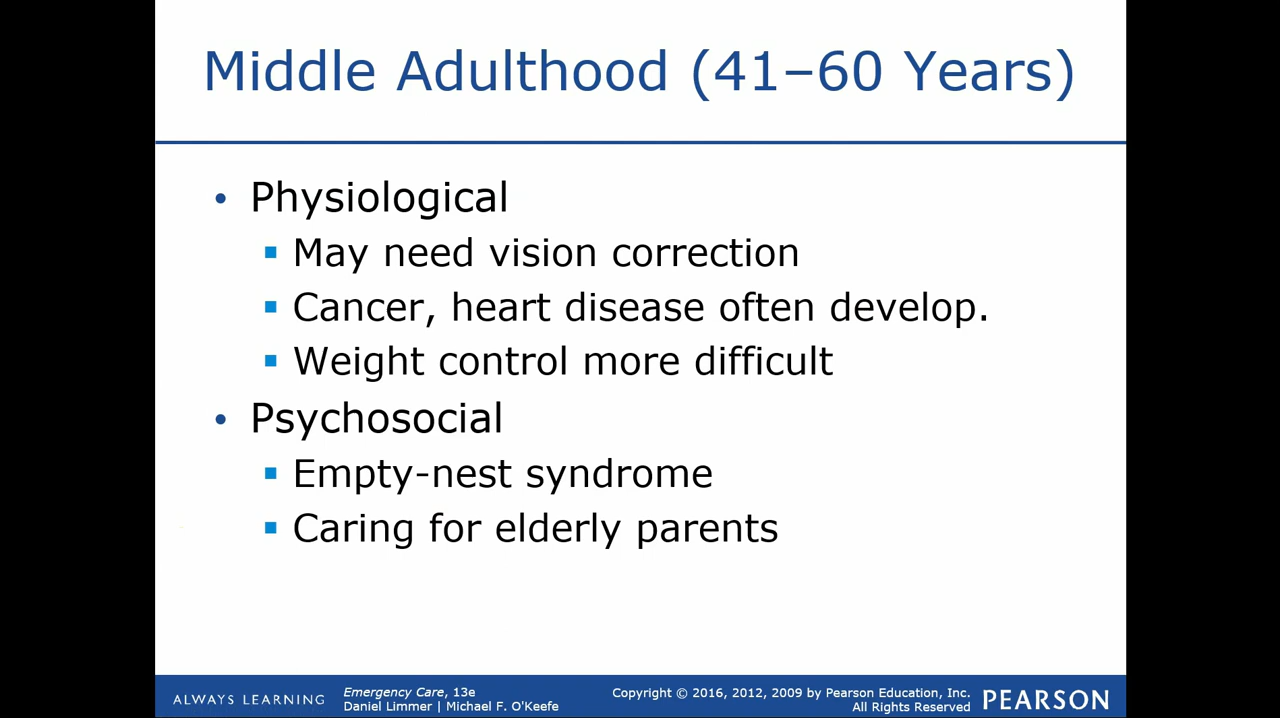 Middle Adulthood (41–60 Years)
• Physiological
▪ May need vision correction
▪ Cancer, heart disease often develop.
▪ Weight control more difficult
• Psychosocial
▪ Empty-nest syndrome
▪ Caring for elderly parents
ALWAYS LEARNING
Emergency Care, 13e
Daniel Limmer | Michael F. O'Keefe
Copyright © 2016, 2012, 2009 by Pearson Education, Inc.
All Rights Reserved
PEARSON